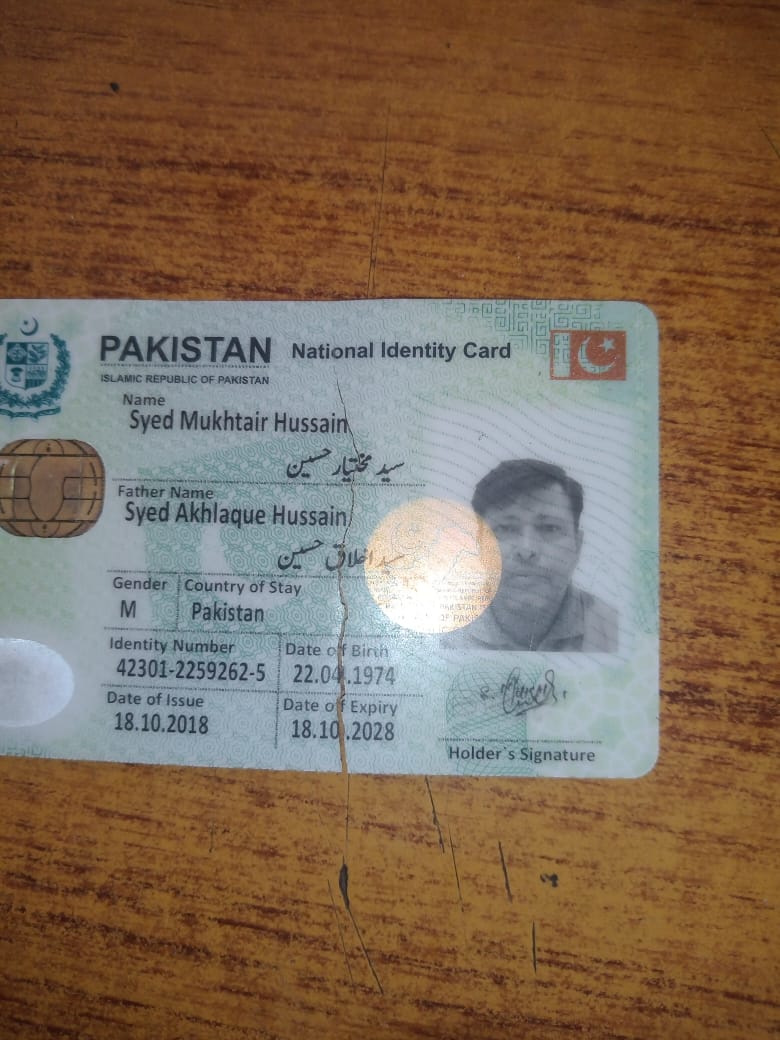 PAKISTAN National Identity Card
ISLAMIC REPUBLIC OF PAKISTAN
Name
Syed Mukhtair Hussain
سید مختیار حسین
Father Name
Syed Akhlaque Hussain
سید اخلاق حسین
Gender Country of Stay
M Pakistan
Identity Number Date of Birth
42301-2259262-5 22.04.1974
Date of Issue Date of Expiry
18.10.2018 18.10.2028
Holder`s Signature